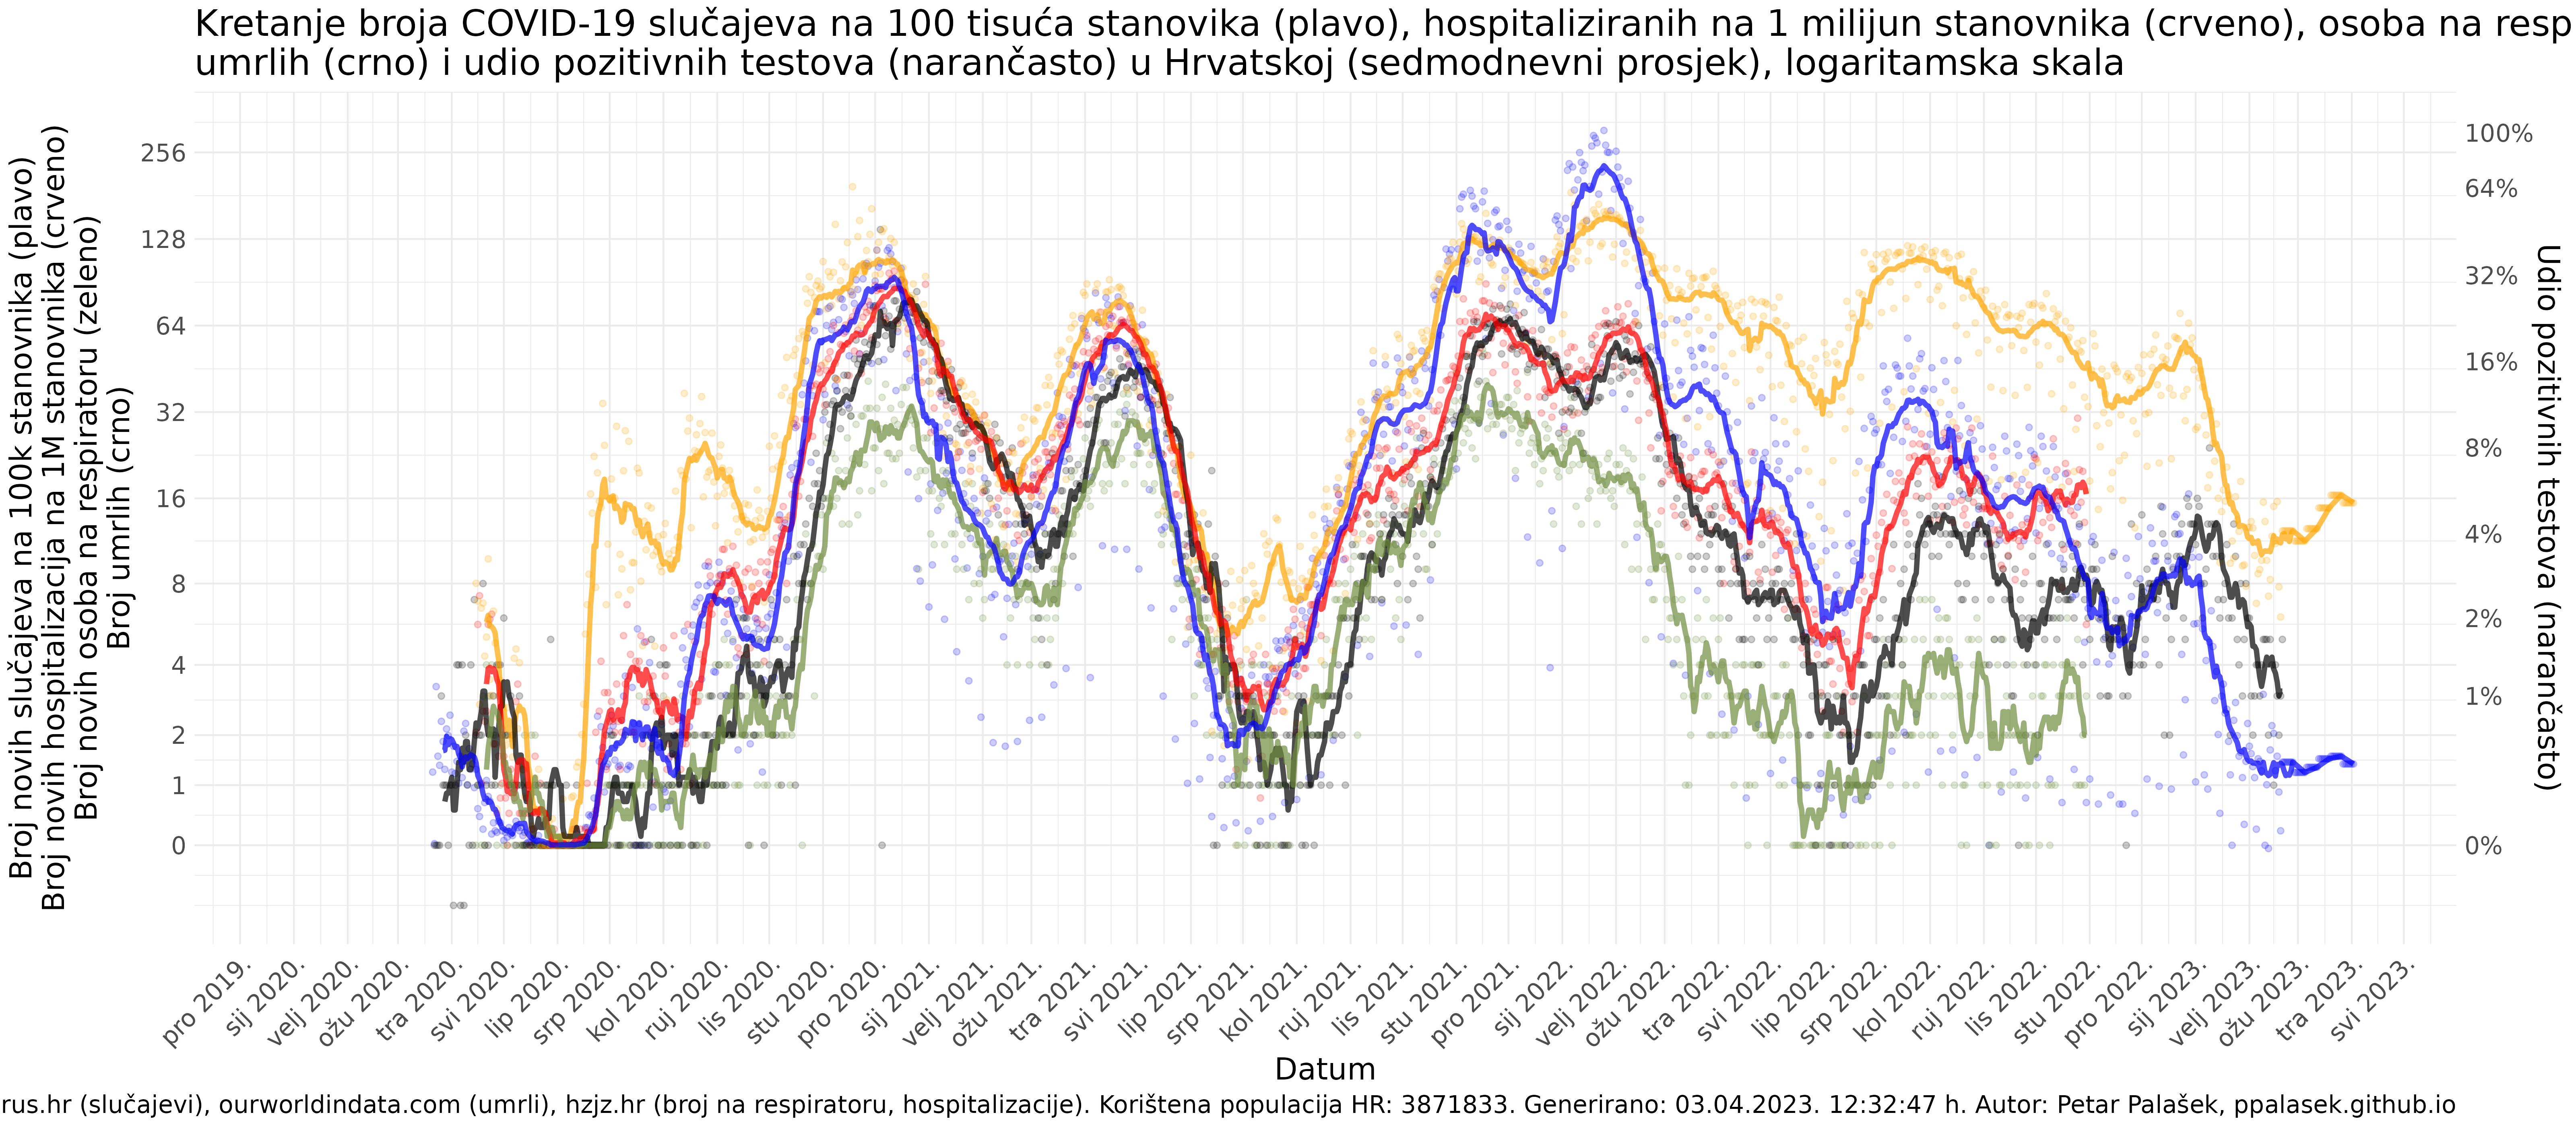 Kretanje broja COVID-19 slučajeva na 100 tisuća stanovika (plavo), hospitaliziranih na 1 milijun stanovnika (crveno), osoba na resp
umrlih (crno) i udio pozitivnih testova (narančasto) u Hrvatskoj (sedmodnevni prosjek), logaritamska skala
Broj novih slučajeva na 100k stanovnika (plavo)
Broj novih hospitalizacija na 1M stanovnika (crveno)
Broj novih osoba na respiratoru (zeleno)
Broj umrlih (crno)
256
128
64
32
16
8
4
2
1
0
100%
64%
32%
16%
8%
4%
2%
1%
0%
Udio pozitivnih testova (narančasto)
pro 2019.
sij 2020.
velj 2020.
ožu 2020.
tra 2020.
svi 2020.
lip 2020.
srp 2020.
kol 2020.
ruj 2020.
lis 2020.
stu 2020.
pro 2020.
sij 2021.
velj 2021.
ožu 2021.
tra 2021.
svi 2021.
lip 2021.
srp 2021.
kol 2021.
ruj 2021.
lis 2021.
stu 2021.
pro 2021.
sij 2022.
velj 2022.
ožu 2022.
tra 2022.
svi 2022.
lip 2022.
srp 2022.
kol 2022.
ruj 2022.
lis 2022.
stu 2022.
pro 2022.
sij 2023.
velj 2023.
ožu 2023.
tra 2023.
svi 2023.
Datum
rus.hr (slučajevi), ourworldindata.com (umrli), hzjz.hr (broj na respiratoru, hospitalizacije). Korištena populacija HR: 3871833. Generirano: 03.04.2023. 12:32:47 h. Autor: Petar Palašek, ppalasek.github.io